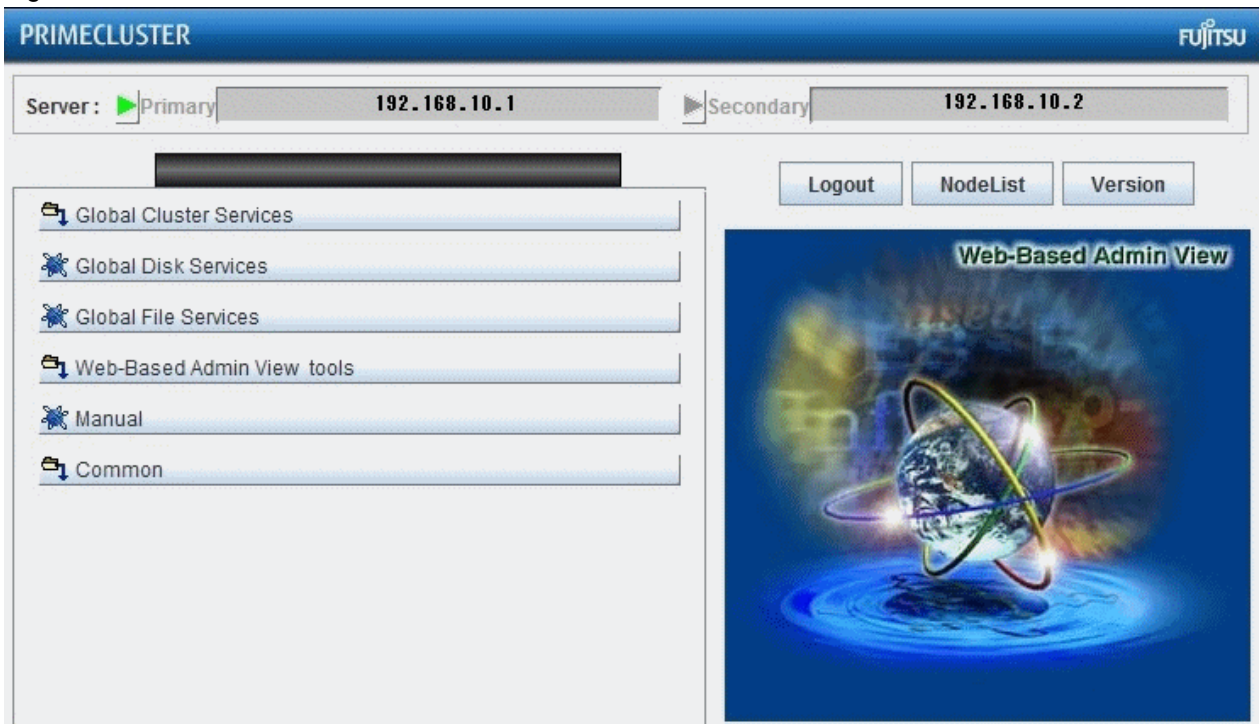 PRIMECLUSTER
FUJITSU
Server : Primary 192.168.10.1 Secondary 192.168.10.2
Logout NodeList Version
Global Cluster Services
Global Disk Services
Global File Services
Web-Based Admin View tools
Manual
Common
Web-Based Admin View